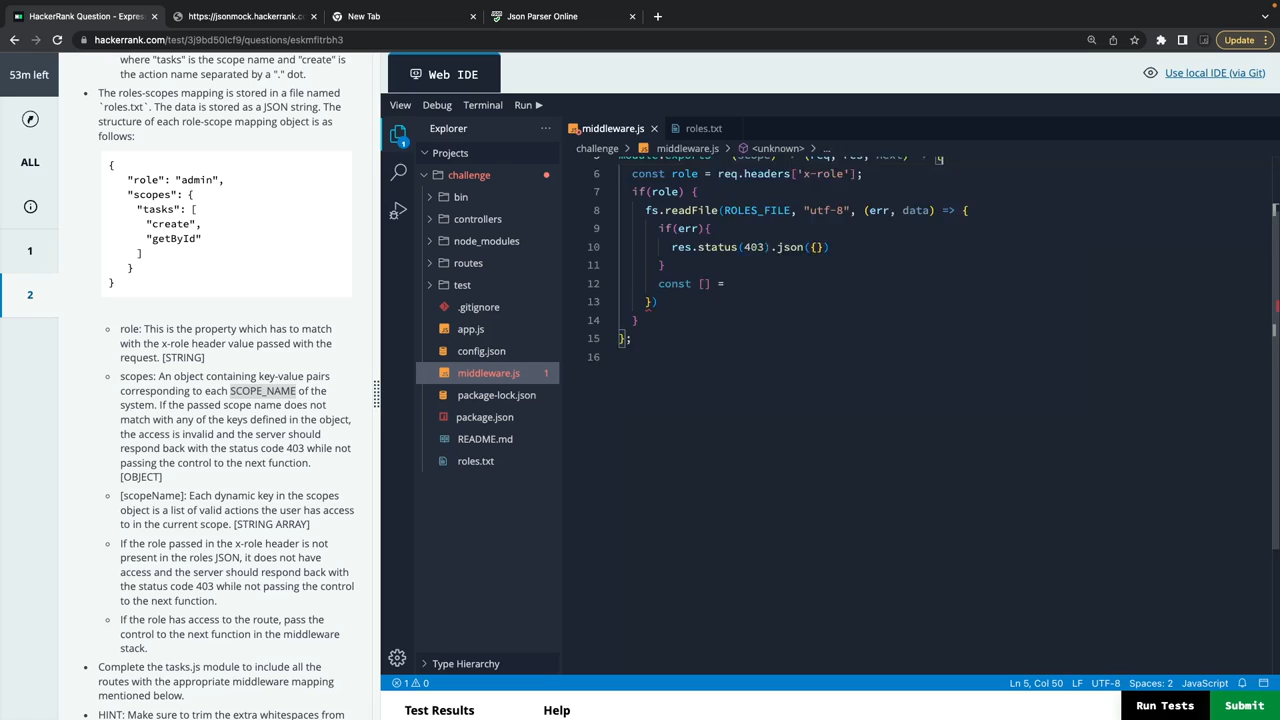 HackerRank Question - Expre
https://jsonmock.hackerrank.c
New Tab
Json Parser Online
hackerrank.com/test/3j9bd50lcf9/questions/eskmfitrbh3
Update
53m left
ALL
1
2
where "tasks" is the scope name and "create" is
the action name separated by a "." dot.
The roles-scopes mapping is stored in a file named
`roles.txt`. The data is stored as a JSON string. The
structure of each role-scope mapping object is as
follows:
{
"role": "admin",
"scopes": {
"tasks": [
"create",
"getById"
]
}
}
role: This is the property which has to match
with the x-role header value passed with the
request. [STRING]
scopes: An object containing key-value pairs
corresponding to each SCOPE_NAME of the
system. If the passed scope name does not
match with any of the keys defined in the object,
the access is invalid and the server should
respond back with the status code 403 while not
passing the control to the next function.
[OBJECT]
[scopeName]: Each dynamic key in the scopes
object is a list of valid actions the user has access
to in the current scope. [STRING ARRAY]
If the role passed in the x-role header is not
present in the roles JSON, it does not have
access and the server should respond back with
the status code 403 while not passing the control
to the next function.
If the role has access to the route, pass the
control to the next function in the middleware
stack.
Complete the tasks.js module to include all the
routes with the appropriate middleware mapping
mentioned below.
HINT: Make sure to trim the extra whitespaces from
Web IDE
Use local IDE (via Git)
View Debug Terminal Run
Explorer
Projects
challenge
bin
controllers
node_modules
routes
test
.gitignore
app.js
config.json
middleware.js 1
package-lock.json
package.json
README.md
roles.txt
Type Hierarchy
middleware.js
roles.txt
challenge > middleware.js > <unknown> > ...
5 module.exports = (scope) => (req, res, next) => {
6 const role = req.headers['x-role'];
7 if(role) {
8 fs.readFile(ROLES_FILE, "utf-8", (err, data) => {
9 if(err){
10 res.status(403).json({})
11 }
12 const [] =
13 })
14 }
15 };
16
1 0
Ln 5, Col 50 LF UTF-8 Spaces: 2 JavaScript
Test Results Help
Run Tests
Submit